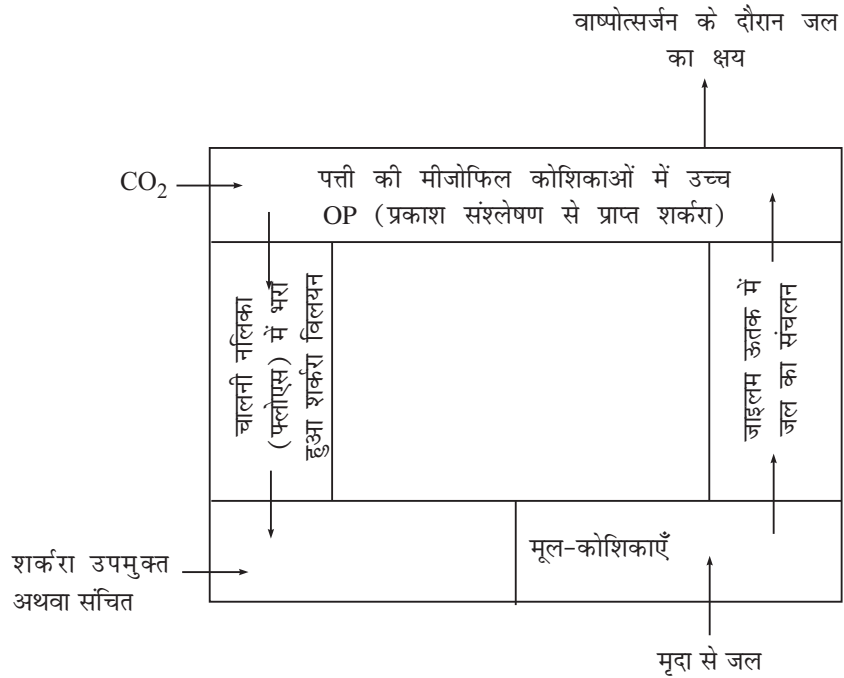 वाष्पोत्सर्जन के दौरान जल
का क्षय
CO₂
पत्ती की मीजोफिल कोशिकाओं में उच्च
OP (प्रकाश संश्लेषण से प्राप्त शर्करा)
चालनी नलिका
(फ्लोएस) में भरा
हुआ शर्करा विलयन
जाइलम ऊतक में
जल का संचलन
शर्करा उपमुक्त
अथवा संचित
मूल-कोशिकाएँ
मृदा से जल